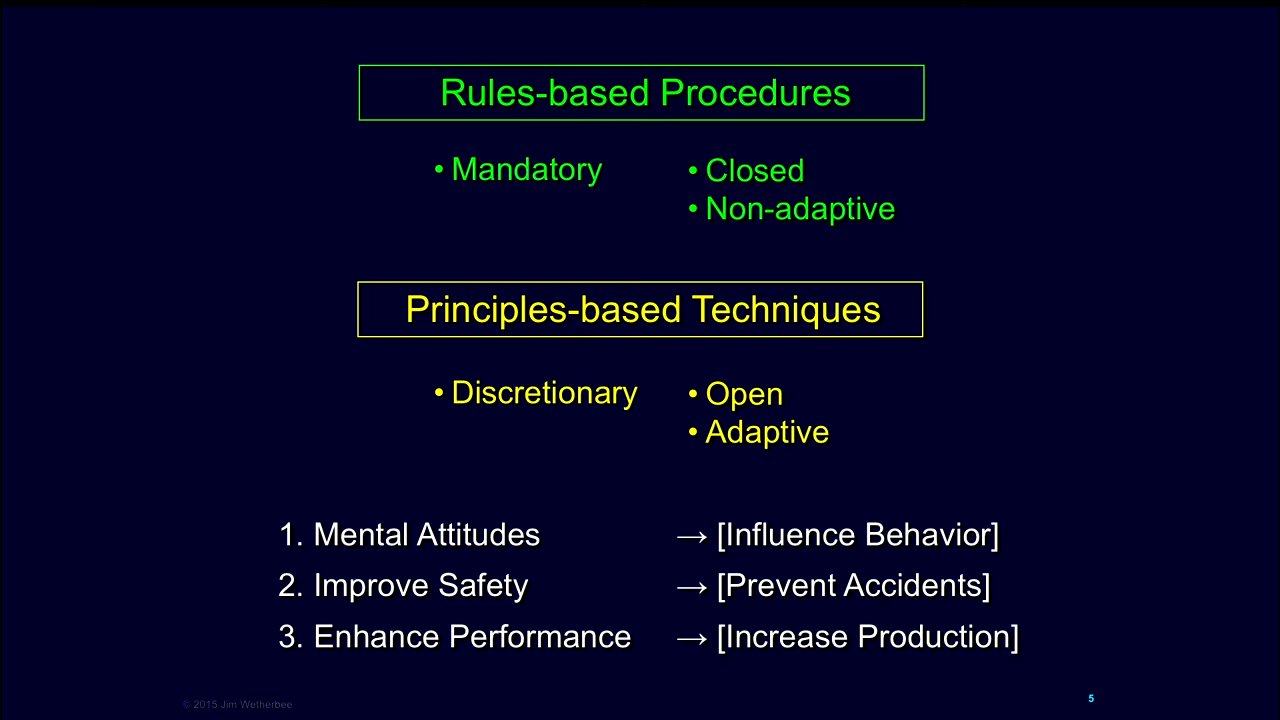 Rules-based Procedures
• Mandatory
• Closed
• Non-adaptive
Principles-based Techniques
• Discretionary
• Open
• Adaptive
1. Mental Attitudes → [Influence Behavior]
2. Improve Safety → [Prevent Accidents]
3. Enhance Performance → [Increase Production]
© 2015 Jim Wetherbee
5